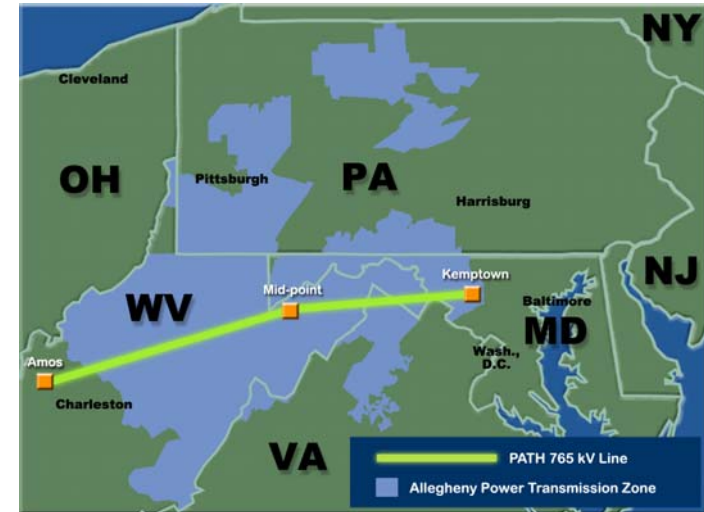 NY
Cleveland
OH
Pittsburgh
PA
Harrisburg
NJ
Kemptown
Mid-point
WV
Baltimore
MD
Wash.,
D.C.
Amos
Charleston
VA
PATH 765 kV Line
Allegheny Power Transmission Zone